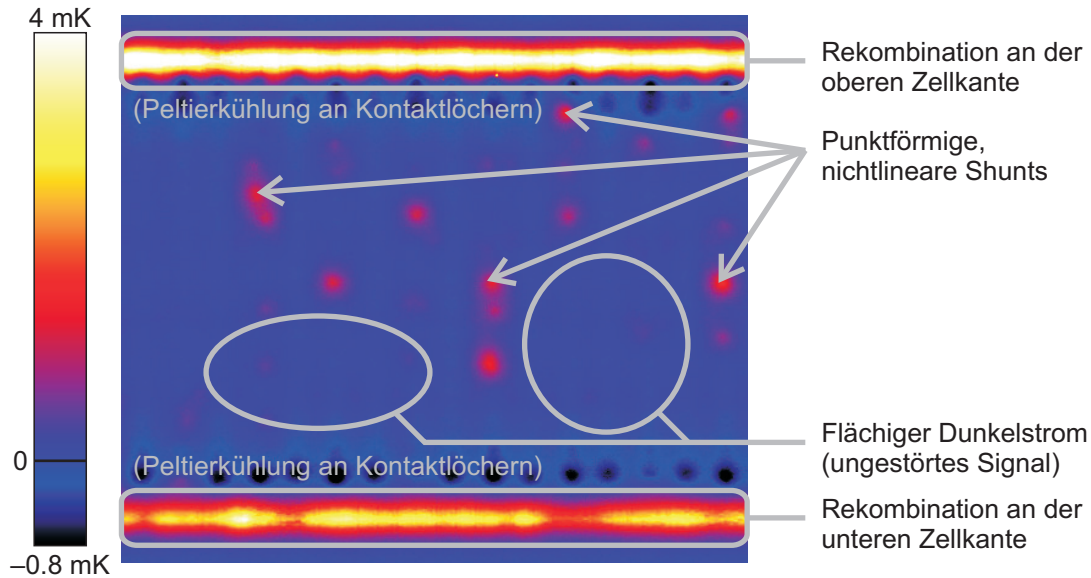 4 mK
0
–0.8 mK
(Peltierkühlung an Kontaktlöchern)
(Peltierkühlung an Kontaktlöchern)
Rekombination an der
oberen Zellkante
Punktförmige,
nichtlineare Shunts
Flächiger Dunkelstrom
(ungestörtes Signal)
Rekombination an der
unteren Zellkante